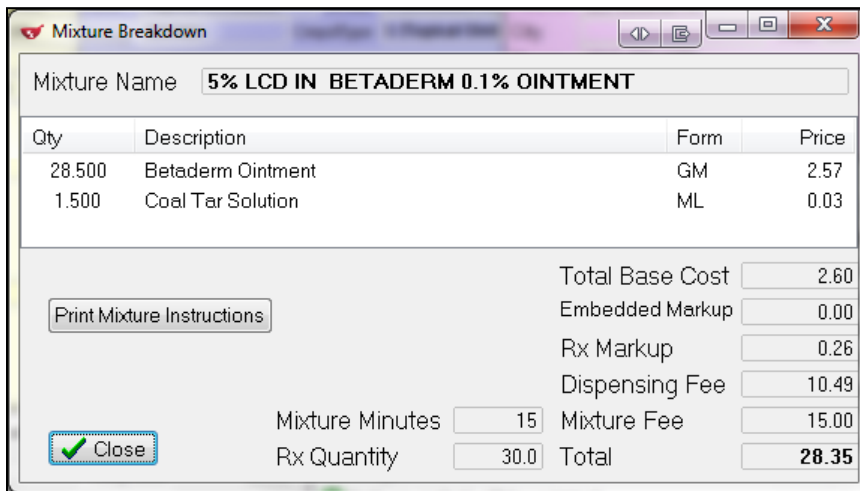 Mixture Breakdown
Mixture Name 5% LCD IN BETADERM 0.1% OINTMENT
Qty Description Form Price
28.500 Betaderm Ointment GM 2.57
1.500 Coal Tar Solution ML 0.03
Total Base Cost 2.60
Print Mixture Instructions Embedded Markup 0.00
Rx Markup 0.26
Dispensing Fee 10.49
Mixture Minutes 15 Mixture Fee 15.00
Close Rx Quantity 30.0 Total 28.35